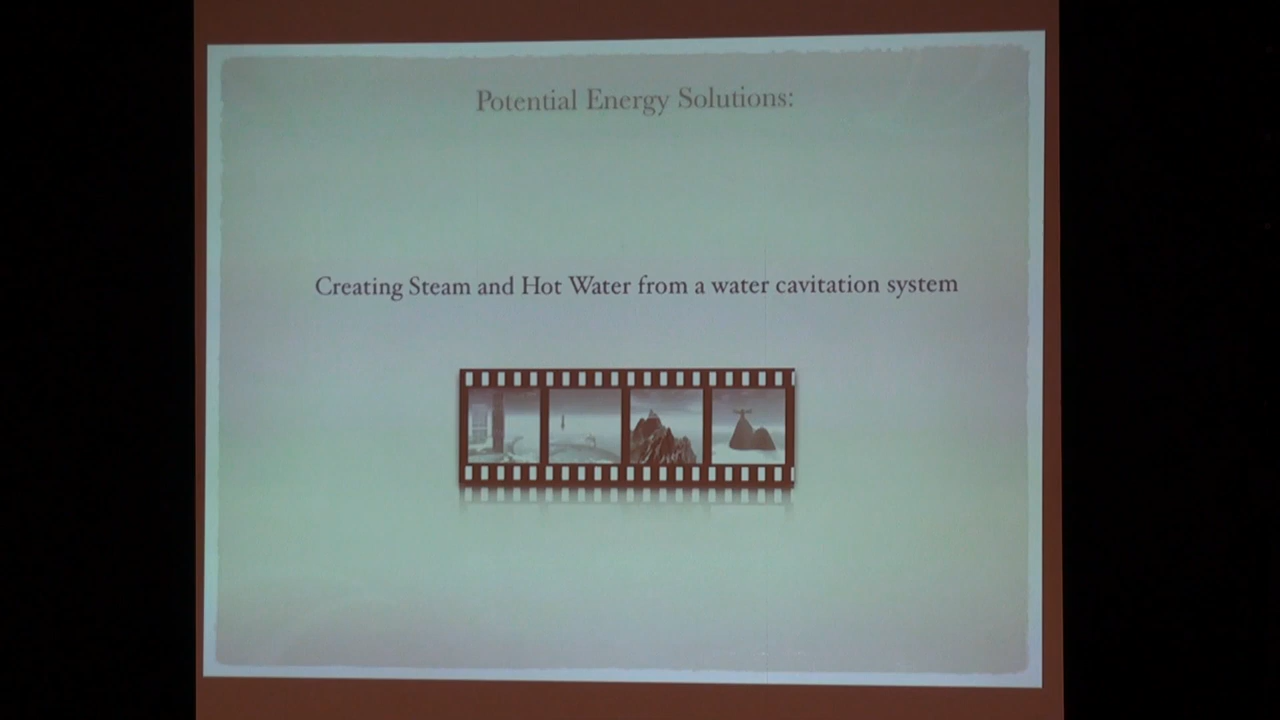 Potential Energy Solutions:
Creating Steam and Hot Water from a water cavitation system